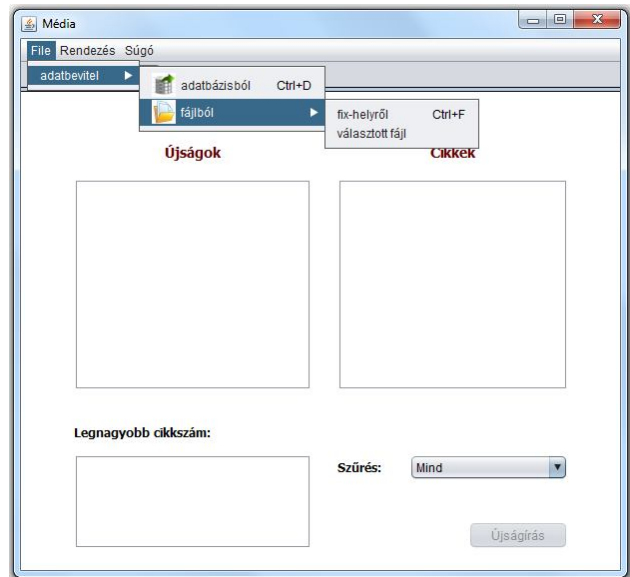 Média
File Rendezés Súgó
adatbevitel
adatbázisból Ctrl+D
fájlból
fix-helyről Ctrl+F
választott fájl
Újságok Cikkek
Legnagyobb cikkszám:
Szűrés: Mind
Újságírás